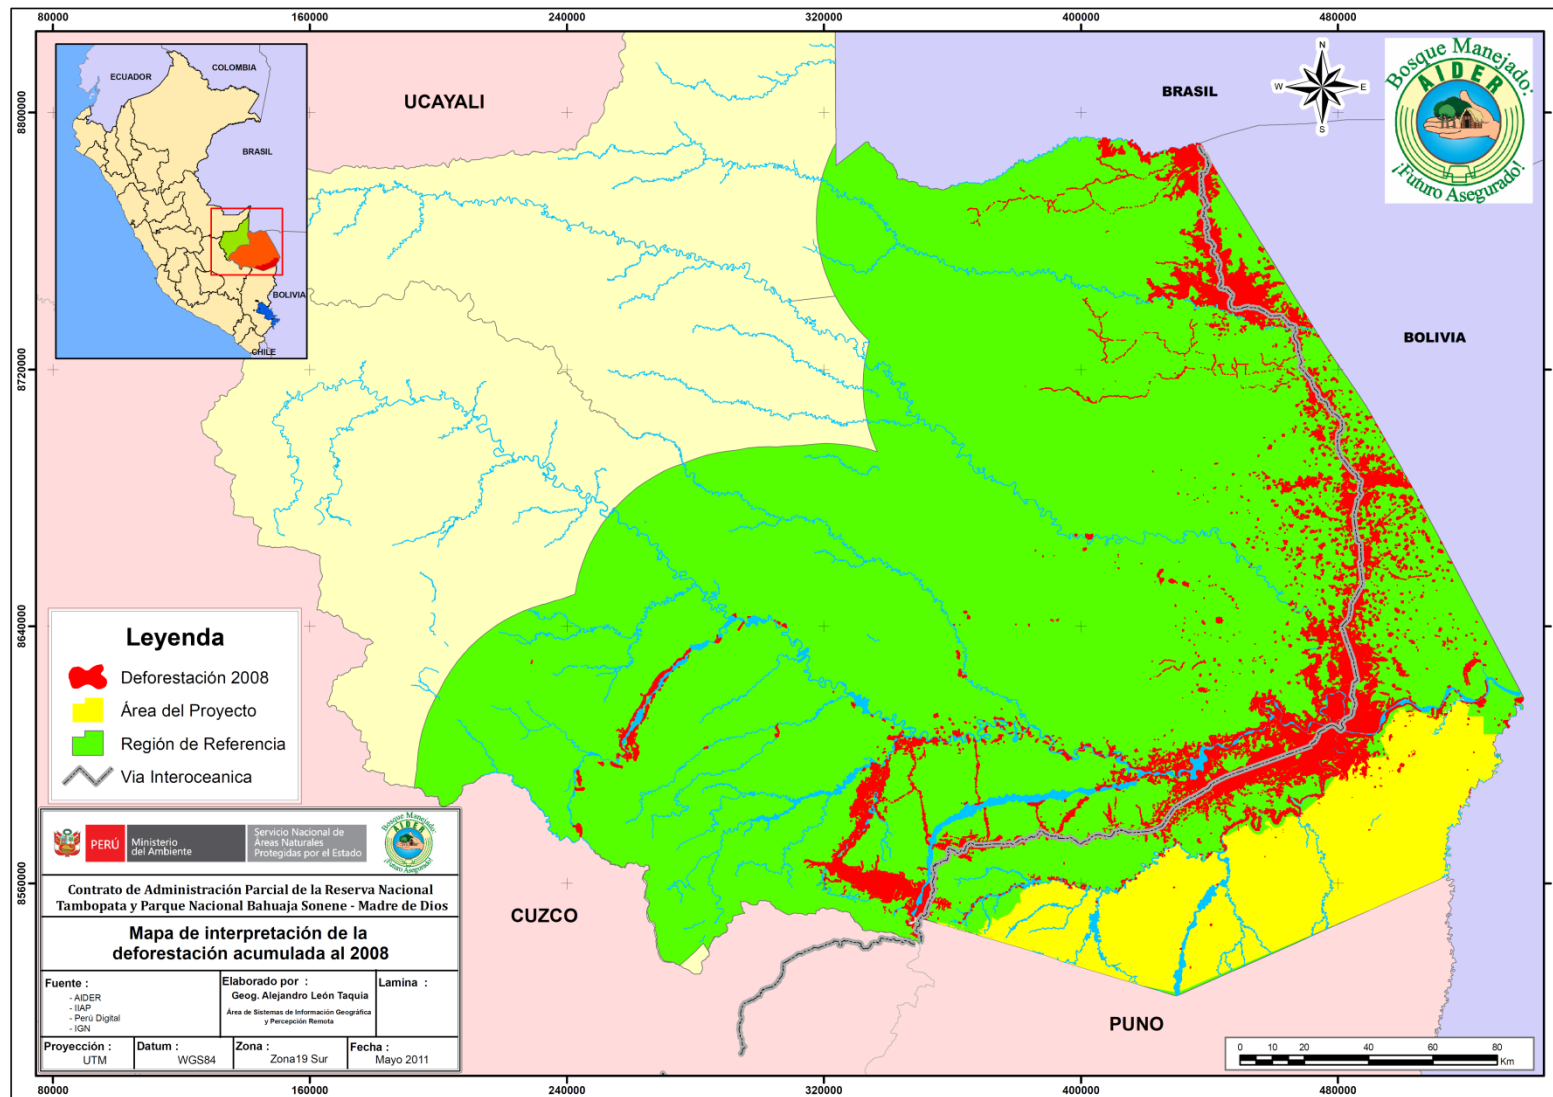 80000
160000
240000
320000
400000
480000
8800000
8720000
8640000
8560000
ECUADOR
COLOMBIA
BRASIL
BOLIVIA
CHILE
UCAYALI
BRASIL
BOLIVIA
CUZCO
PUNO
N
W
E
S
Bosque Manejado:
AIDER
¡Futuro Asegurado!
Leyenda
Deforestación 2008
Área del Proyecto
Región de Referencia
Via Interoceanica
PERÚ
Ministerio
del Ambiente
Servicio Nacional de
Áreas Naturales
Protegidas por el Estado
Bosque Manejado:
AIDER
¡Futuro Asegurado!
Contrato de Administración Parcial de la Reserva Nacional
Tambopata y Parque Nacional Bahuaja Sonene - Madre de Dios
Mapa de interpretación de la
deforestación acumulada al 2008
Fuente :
- AIDER
- IIAP
- Perú Digital
- IGN
Elaborado por :
Geog. Alejandro León Taquia
Área de Sistemas de Información Geográfica
y Percepción Remota
Lamina :
Proyección :
UTM
Datum :
WGS84
Zona :
Zona19 Sur
Fecha :
Mayo 2011
0 10 20 40 60 80
Km
80000
160000
240000
320000
400000
480000